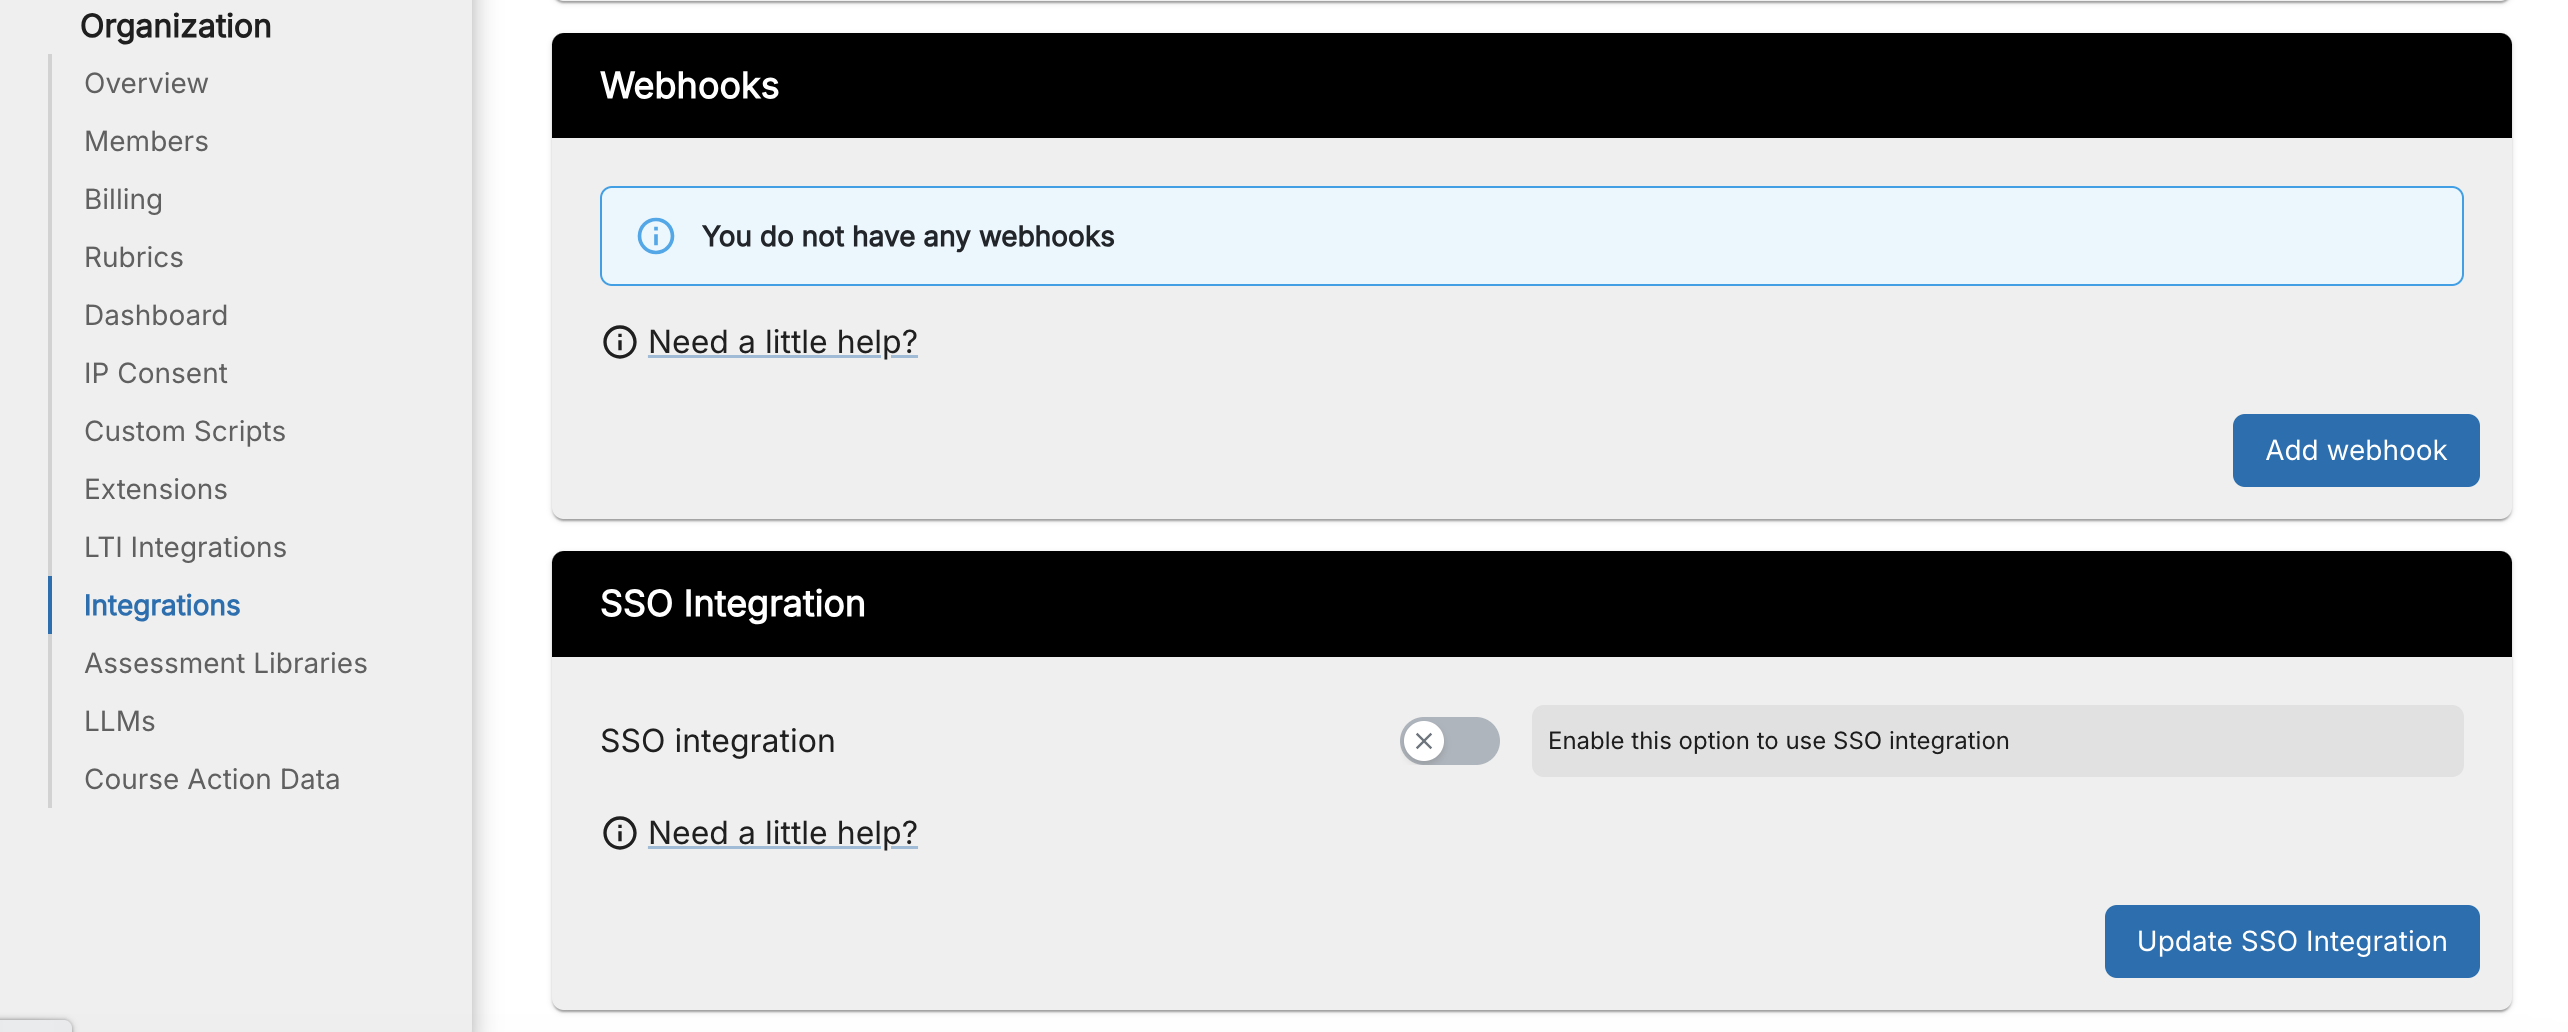 Organization
Overview
Members
Billing
Rubrics
Dashboard
IP Consent
Custom Scripts
Extensions
LTI Integrations
Integrations
Assessment Libraries
LLMs
Course Action Data
Webhooks
You do not have any webhooks
Need a little help?
Add webhook
SSO Integration
SSO integration
Enable this option to use SSO integration
Need a little help?
Update SSO Integration